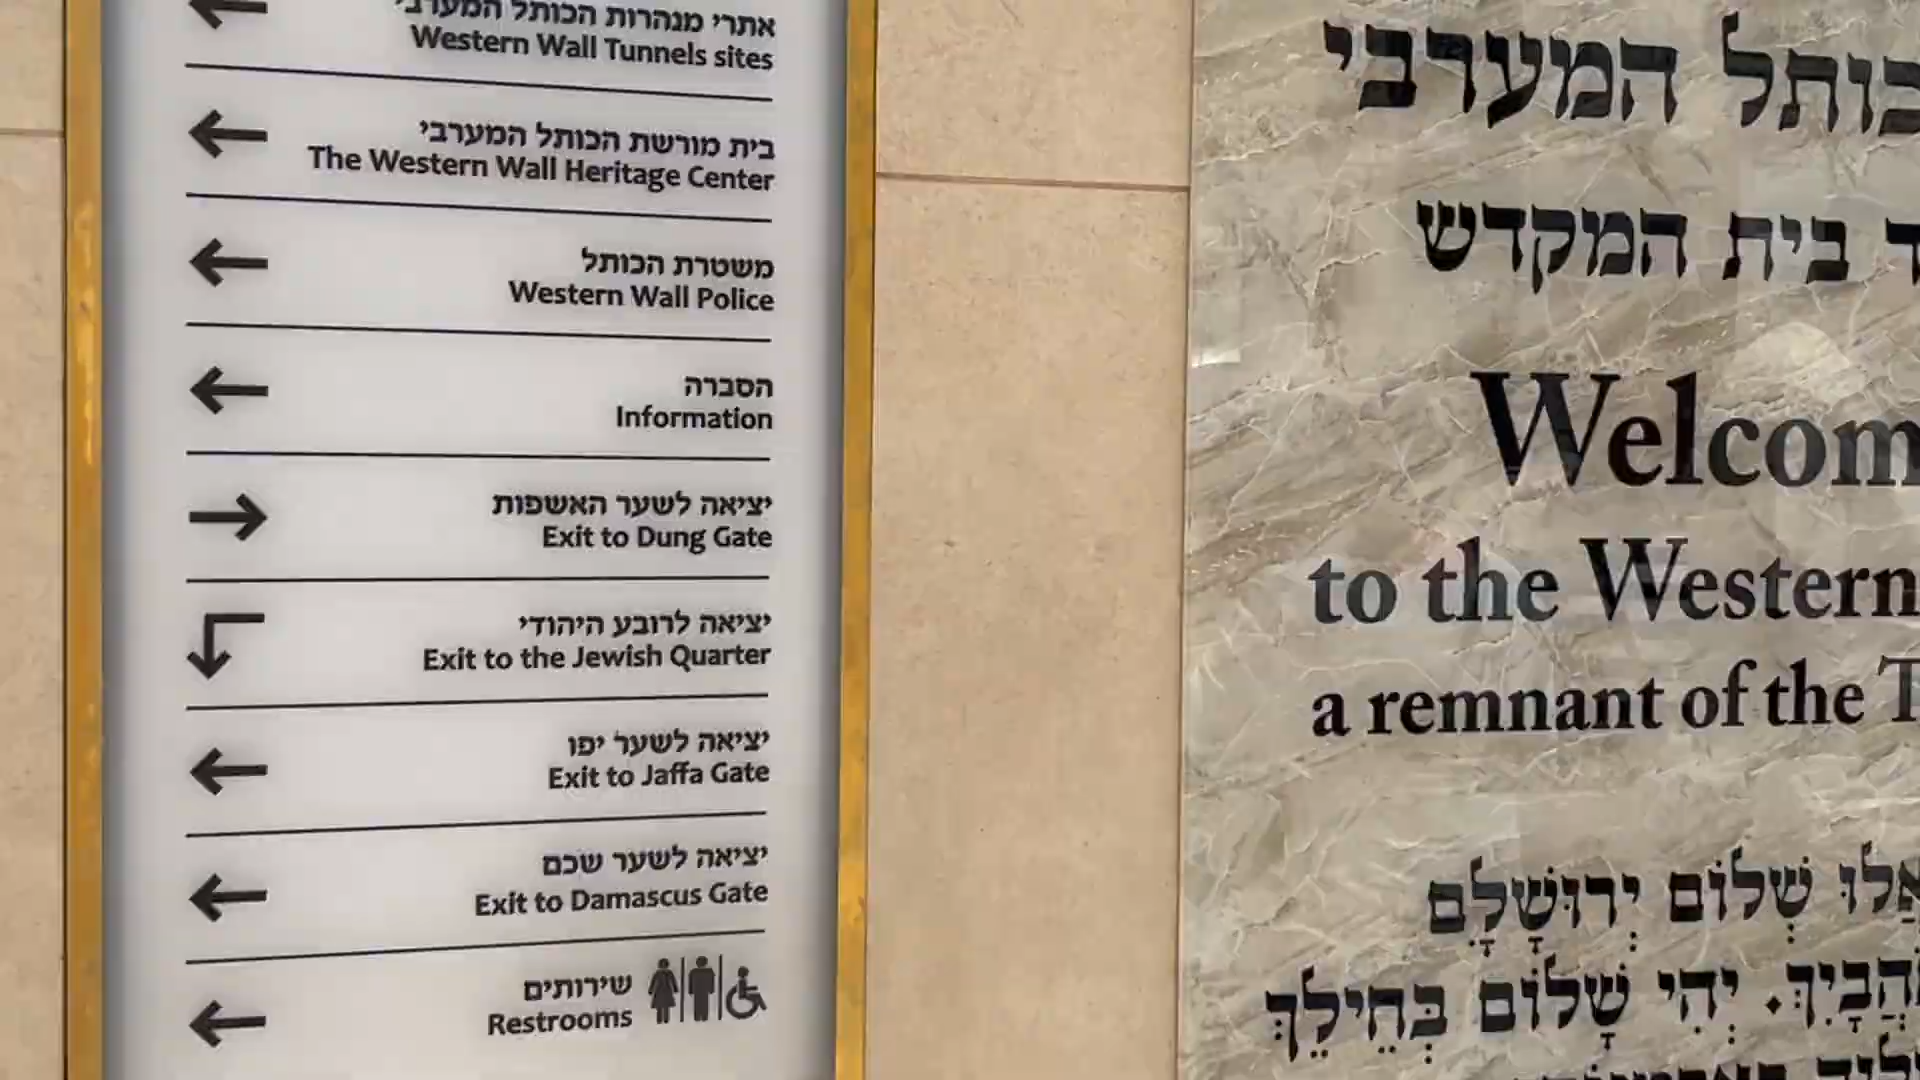 אתרי מנהרות הכותל המערבי
Western Wall Tunnels sites
בית מורשת הכותל המערבי
The Western Wall Heritage Center
משטרת הכותל
Western Wall Police
הסברה
Information
יציאה לשער האשפות
Exit to Dung Gate
יציאה לרובע היהודי
Exit to the Jewish Quarter
יציאה לשער יפו
Exit to Jaffa Gate
יציאה לשער שכם
Exit to Damascus Gate
שירותים
Restrooms
כותל המערבי
בית המקדש
Welcom
to the Western
a remnant of the T
שְׁלוֹם יְרוּשָׁלָ͏ִם
יְהִי שָׁלוֹם בְּחֵילֵךְ